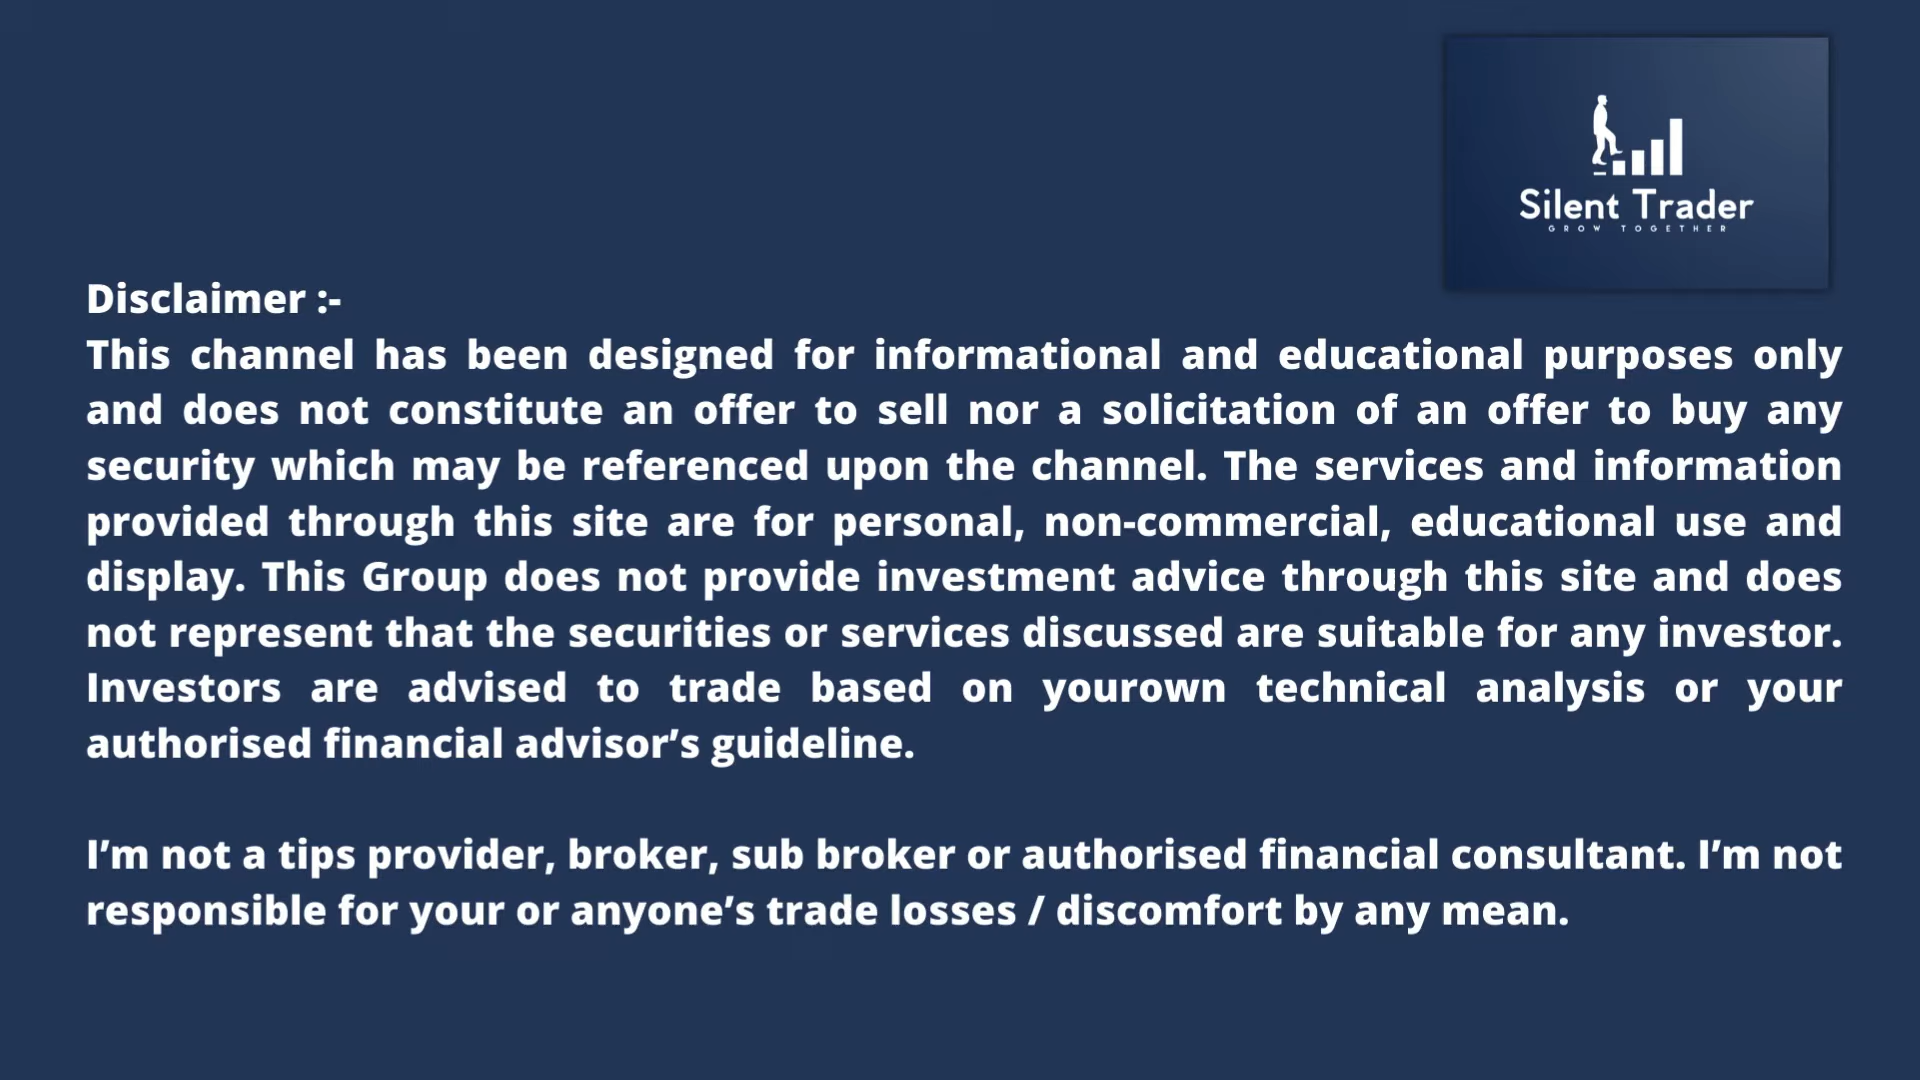 Silent Trader
GROW TOGETHER
Disclaimer :-
This channel has been designed for informational and educational purposes only
and does not constitute an offer to sell nor a solicitation of an offer to buy any
security which may be referenced upon the channel. The services and information
provided through this site are for personal, non-commercial, educational use and
display. This Group does not provide investment advice through this site and does
not represent that the securities or services discussed are suitable for any investor.
Investors are advised to trade based on yourown technical analysis or your
authorised financial advisor’s guideline.
I’m not a tips provider, broker, sub broker or authorised financial consultant. I’m not
responsible for your or anyone’s trade losses / discomfort by any mean.